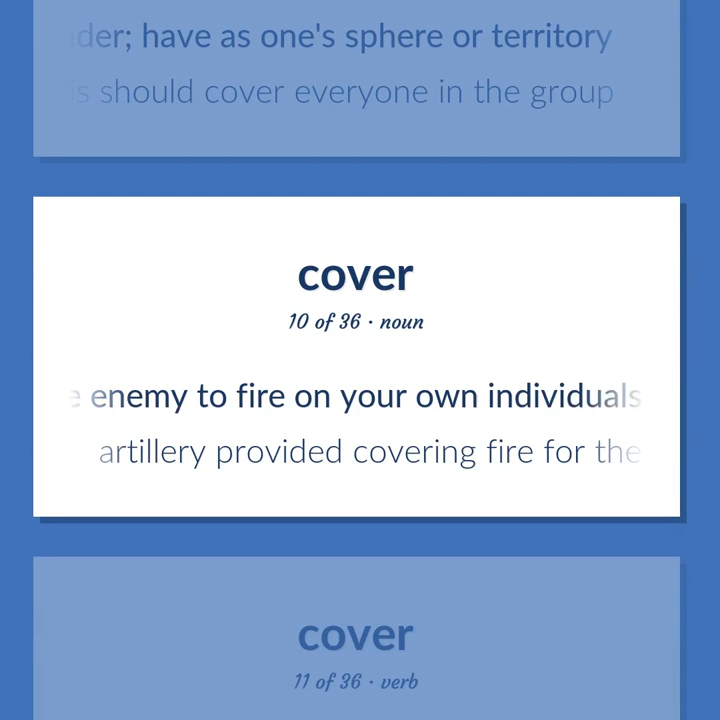 have as one's sphere or territory
should cover everyone in the group
cover
10 of 36 · noun
enemy to fire on your own individuals
artillery provided covering fire for the
cover
11 of 36 · verb